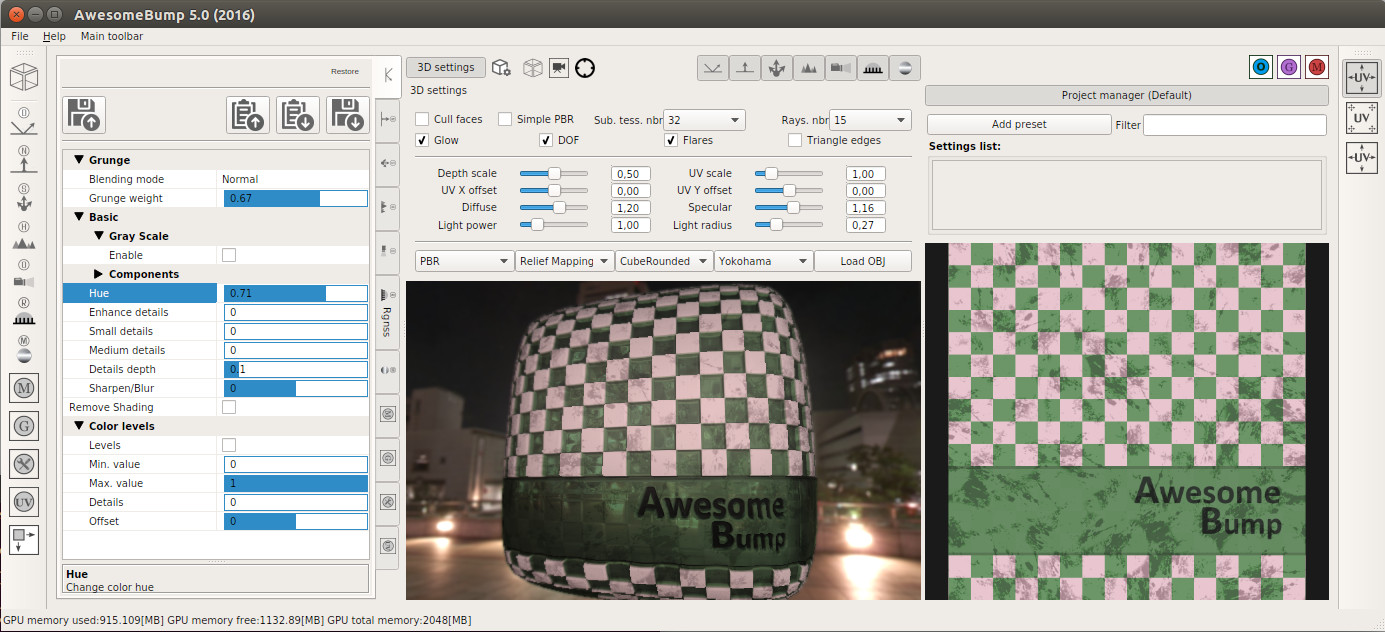 AwesomeBump 5.0 (2016)
File Help Main toolbar
Restore
Grunge
Blending mode Normal
Grunge weight 0.67
Basic
Gray Scale
Enable
Components
Hue 0.71
Enhance details 0
Small details 0
Medium details 0
Details depth 0.1
Sharpen/Blur 0
Remove Shading
Color levels
Levels
Min. value 0
Max. value 1
Details 0
Offset 0
Hue
Change color hue
Rgnss
3D settings
3D settings
Cull faces Simple PBR Sub. tess. nbr 32 Rays. nbr 15
Glow DOF Flares Triangle edges
Depth scale 0,50 UV scale 1,00
UV X offset 0,00 UV Y offset 0,00
Diffuse 1,20 Specular 1,16
Light power 1,00 Light radius 0,27
PBR Relief Mapping CubeRounded Yokohama Load OBJ
Awesome
Bump
O G M
Project manager (Default)
Add preset Filter
Settings list:
Awesome
Bump
D
N
S
H
O
R
M
M
G
UV
UV
UV
UV
GPU memory used:915.109[MB] GPU memory free:1132.89[MB] GPU total memory:2048[MB]